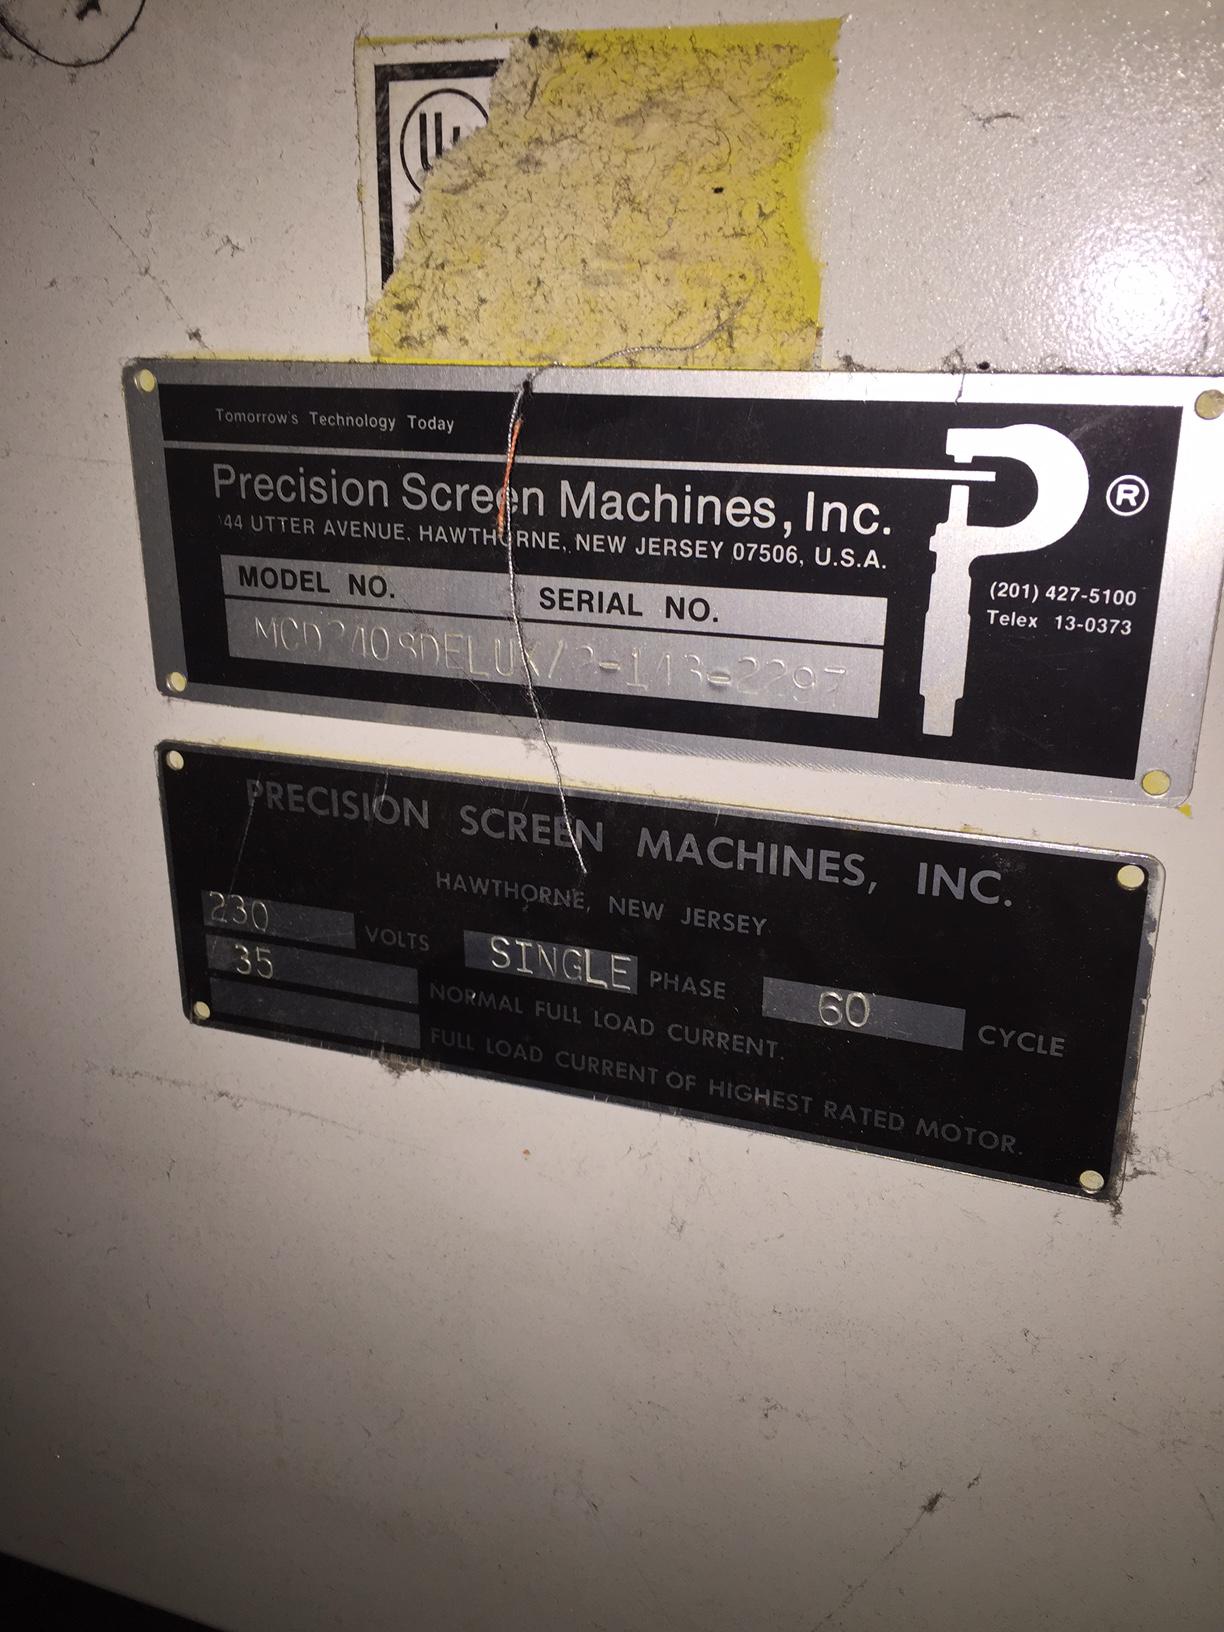 Tomorrow's Technology Today
Precision Screen Machines, Inc. ®
44 UTTER AVENUE, HAWTHORNE, NEW JERSEY 07506, U.S.A.
(201) 427-5100
Telex 13-0373
MODEL NO. SERIAL NO.
PRECISION SCREEN MACHINES, INC.
HAWTHORNE, NEW JERSEY
230 VOLTS SINGLE PHASE 60 CYCLE
35 NORMAL FULL LOAD CURRENT.
FULL LOAD CURRENT OF HIGHEST RATED MOTOR.